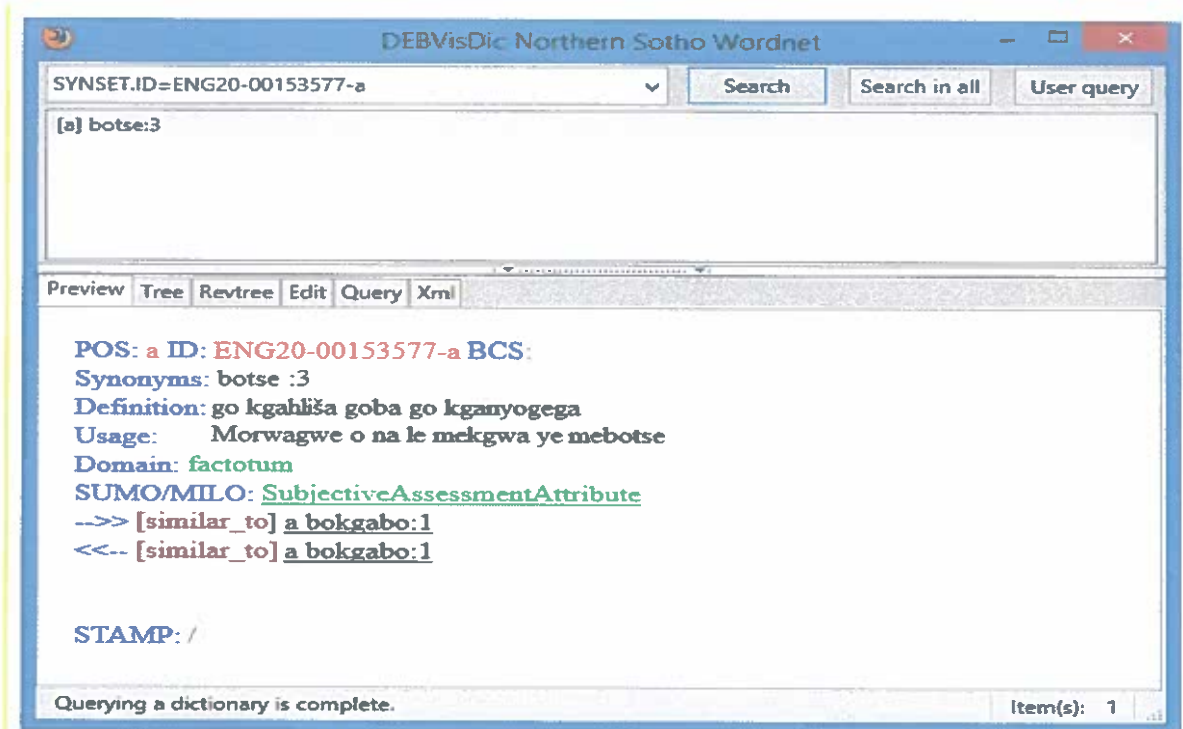 DEBVisDic Northern Sotho Wordnet
SYNSET.ID=ENG20-00153577-a Search Search in all User query
[a] botse:3
Preview Tree Revtree Edit Query Xml
POS: a ID: ENG20-00153577-a BCS:
Synonyms: botse :3
Definition: go kgahliša goba go kganyogega
Usage: Morwagwe o na le mekgwa ye mebotse
Domain: factotum
SUMO/MILO: SubjectiveAssessmentAttribute
-->> [similar_to] a bokgabo:1
<<-- [similar_to] a bokgabo:1
STAMP: /
Querying a dictionary is complete. Item(s): 1